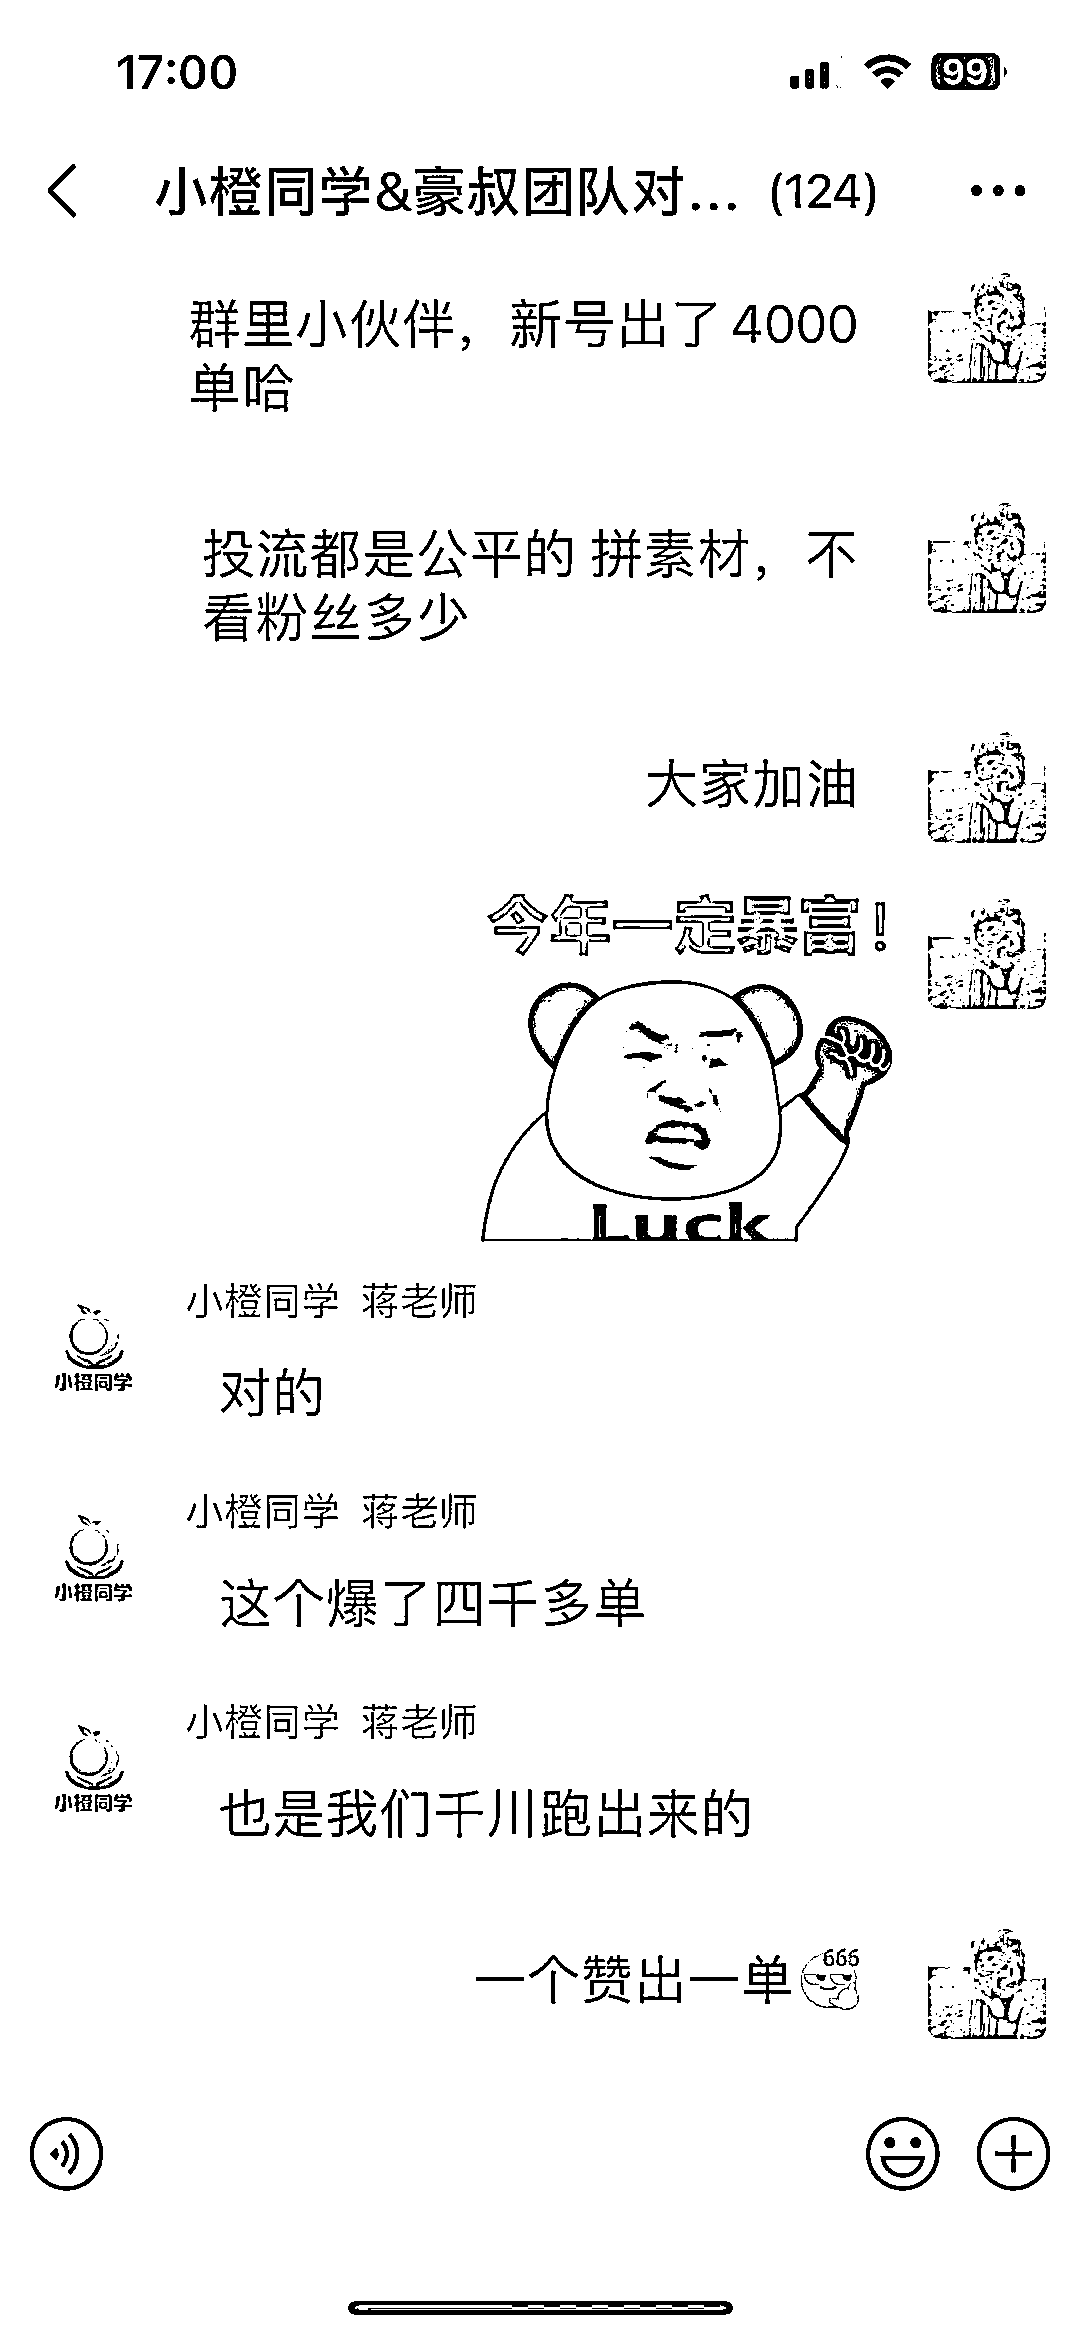 17:00
99
小橙同学&豪叔团队对... (124)
群里小伙伴，新号出了4000
单哈
投流都是公平的 拼素材，不
看粉丝多少
大家加油
今年一定暴富！
Luck
小橙同学 蒋老师
小橙同学
对的
小橙同学 蒋老师
小橙同学
这个爆了四千多单
小橙同学 蒋老师
小橙同学
也是我们千川跑出来的
一个赞出一单
666